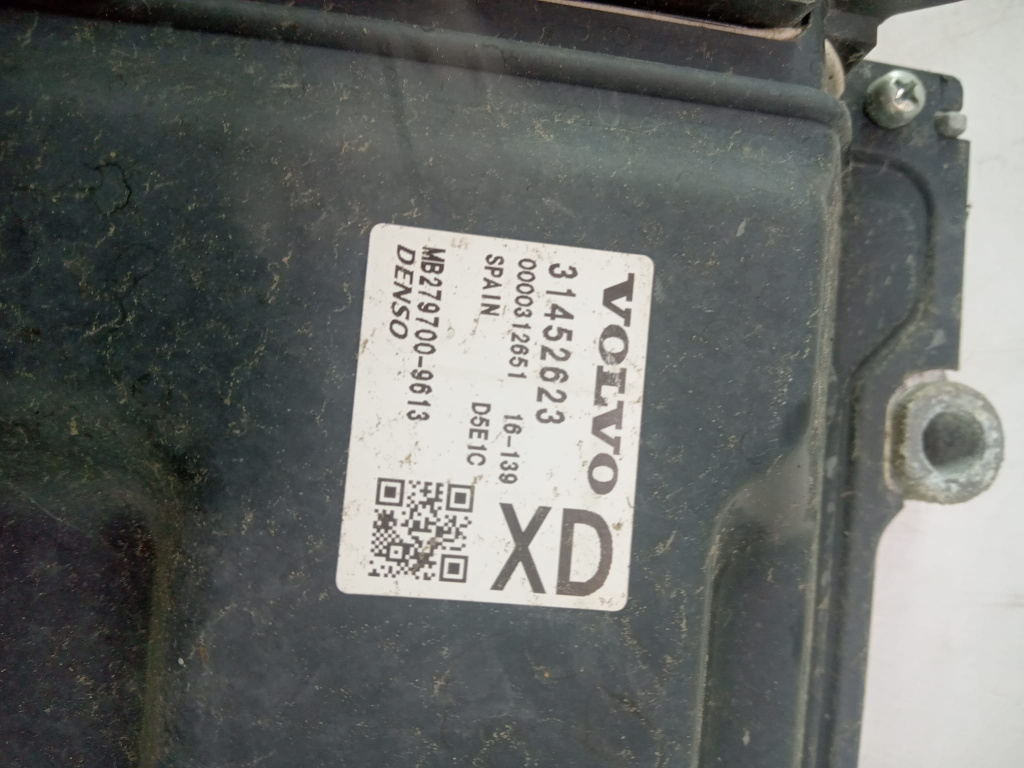 VOLVO
31452623
0000312651 16-139
SPAIN D5E1C
XD
MB279700-9613
DENSO